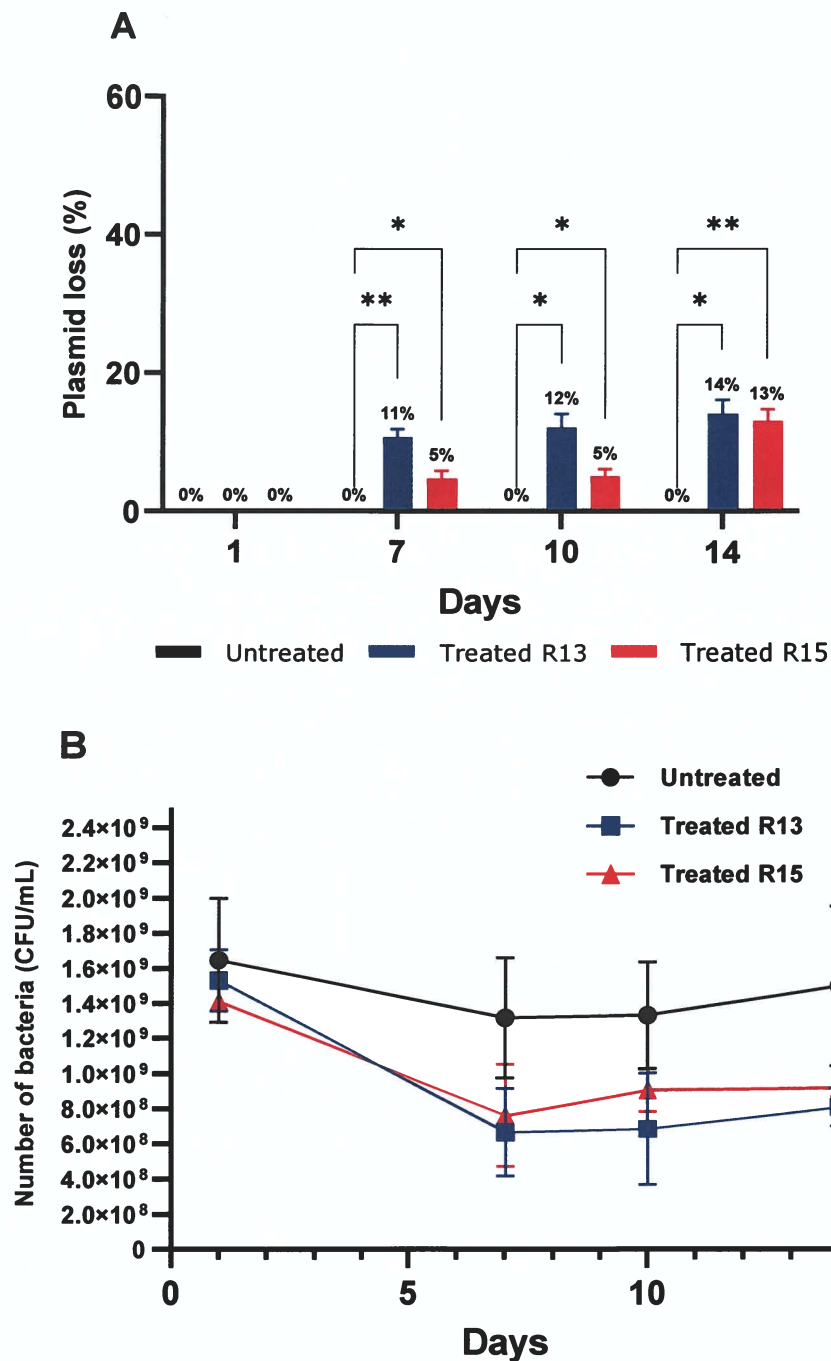 A
60
40
20
0
Plasmid loss (%)
* * **
** * *
11% 5% 12% 5% 14% 13%
0% 0% 0% 0% 0% 0%
1 7 10 14
Days
Untreated Treated R13 Treated R15
B
Untreated
Treated R13
Treated R15
Number of bacteria (CFU/mL)
2.4×10⁹
2.2×10⁹
2.0×10⁹
1.8×10⁹
1.6×10⁹
1.4×10⁹
1.2×10⁹
1.0×10⁹
8.0×10⁸
6.0×10⁸
4.0×10⁸
2.0×10⁸
0
0 5 10
Days